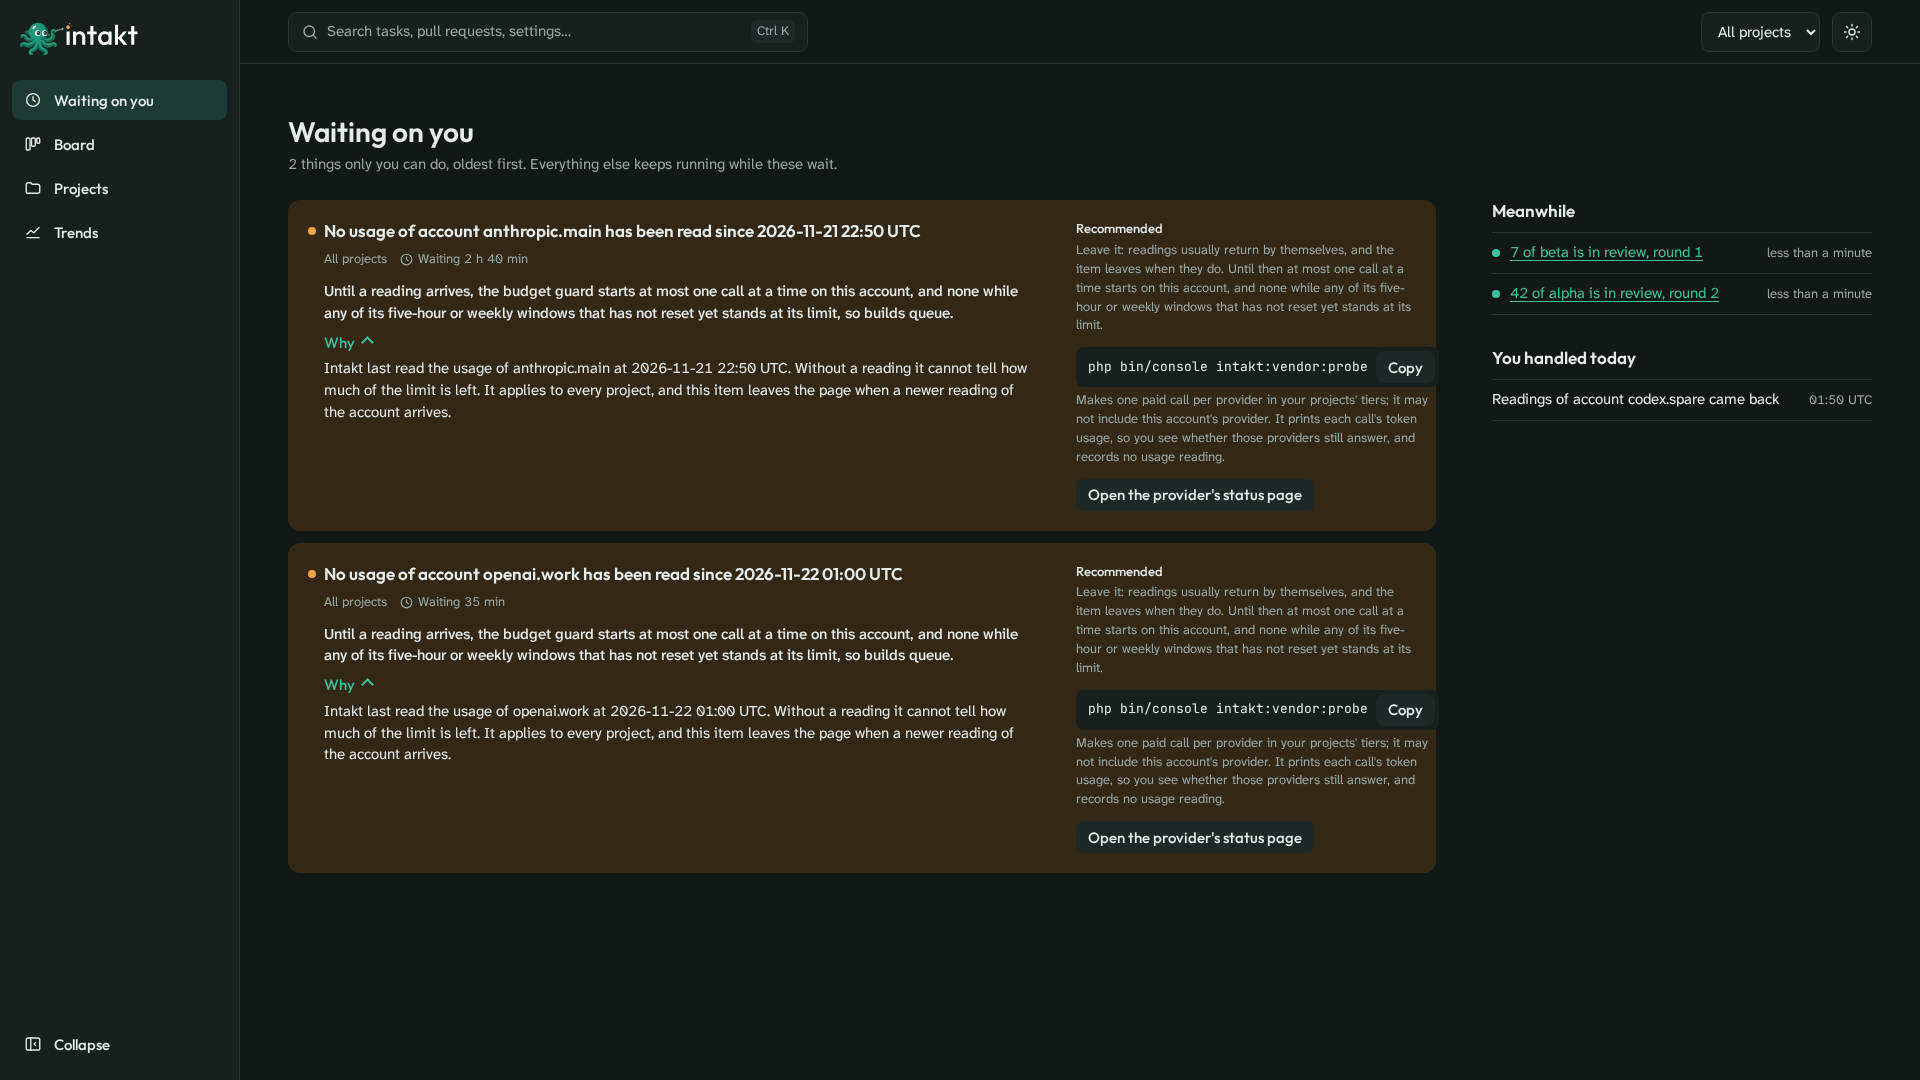 intakt
Search tasks, pull requests, settings...
Ctrl K
All projects
Waiting on you
Board
Projects
Trends
Collapse
Waiting on you
2 things only you can do, oldest first. Everything else keeps running while these wait.
No usage of account anthropic.main has been read since 2026-11-21 22:50 UTC
All projects
Waiting 2 h 40 min
Until a reading arrives, the budget guard starts at most one call at a time on this account, and none while
any of its five-hour or weekly windows that has not reset yet stands at its limit, so builds queue.
Why
Intakt last read the usage of anthropic.main at 2026-11-21 22:50 UTC. Without a reading it cannot tell how
much of the limit is left. It applies to every project, and this item leaves the page when a newer reading of
the account arrives.
Recommended
Leave it: readings usually return by themselves, and the
item leaves when they do. Until then at most one call at a
time starts on this account, and none while any of its five-
hour or weekly windows that has not reset yet stands at its
limit.
php bin/console intakt:vendor:probe
Copy
Makes one paid call per provider in your projects' tiers; it may
not include this account's provider. It prints each call's token
usage, so you see whether those providers still answer, and
records no usage reading.
Open the provider's status page
No usage of account openai.work has been read since 2026-11-22 01:00 UTC
All projects
Waiting 35 min
Until a reading arrives, the budget guard starts at most one call at a time on this account, and none while
any of its five-hour or weekly windows that has not reset yet stands at its limit, so builds queue.
Why
Intakt last read the usage of openai.work at 2026-11-22 01:00 UTC. Without a reading it cannot tell how
much of the limit is left. It applies to every project, and this item leaves the page when a newer reading of
the account arrives.
Recommended
Leave it: readings usually return by themselves, and the
item leaves when they do. Until then at most one call at a
time starts on this account, and none while any of its five-
hour or weekly windows that has not reset yet stands at its
limit.
php bin/console intakt:vendor:probe
Copy
Makes one paid call per provider in your projects' tiers; it may
not include this account's provider. It prints each call's token
usage, so you see whether those providers still answer, and
records no usage reading.
Open the provider's status page
Meanwhile
7 of beta is in review, round 1
less than a minute
42 of alpha is in review, round 2
less than a minute
You handled today
Readings of account codex.spare came back
01:50 UTC